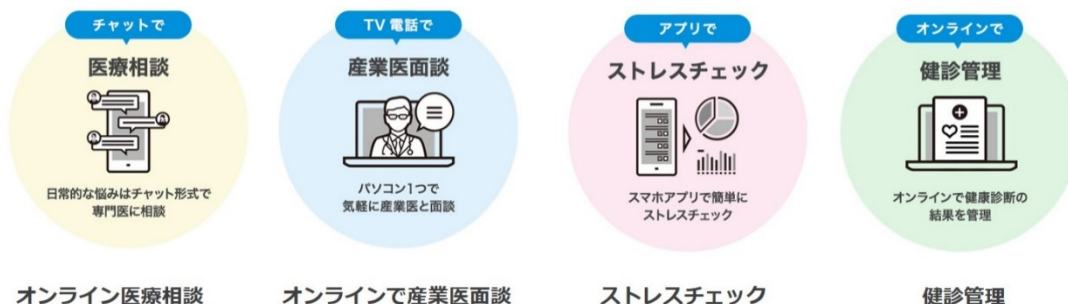 チャットで
医療相談
日常的な悩みはチャット形式で
専門医に相談
TV 電話で
産業医面談
パソコン1つで
気軽に産業医と面談
アプリで
ストレスチェック
スマホアプリで簡単に
ストレスチェック
オンラインで
健診管理
オンラインで健康診断の
結果を管理
オンライン医療相談
オンラインで産業医面談
ストレスチェック
健診管理